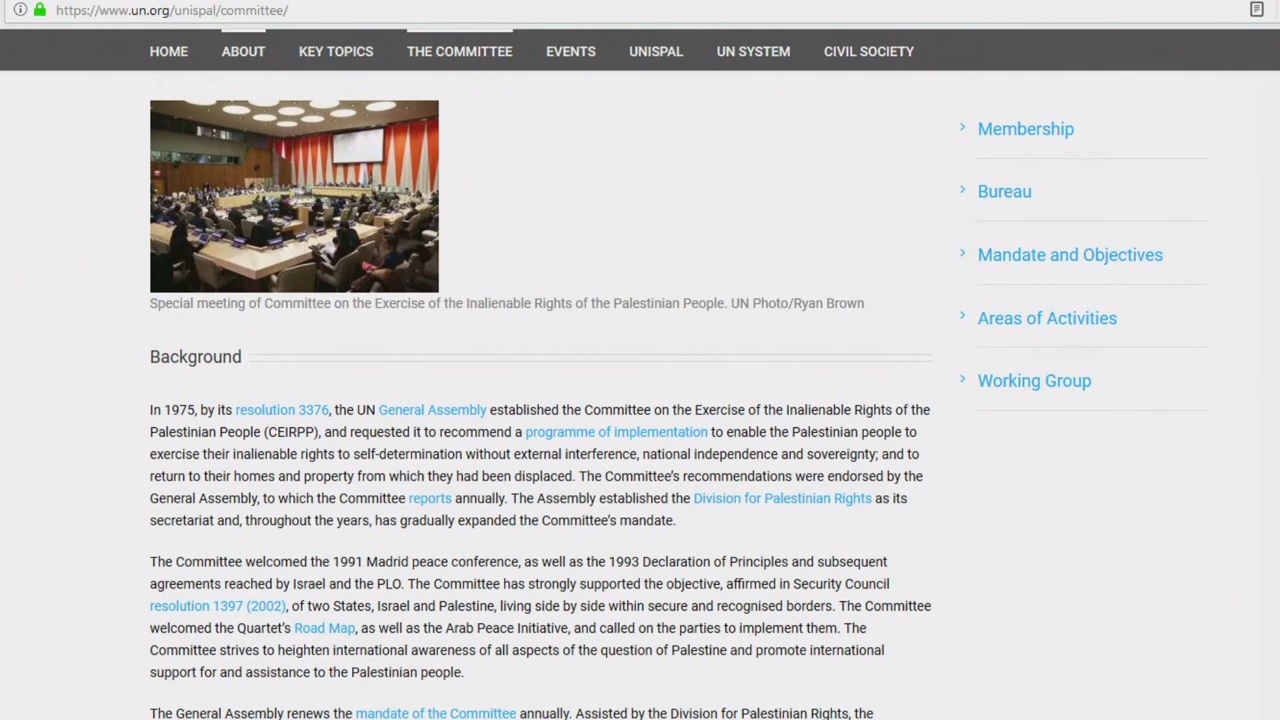 https://www.un.org/unispal/committee/
HOME ABOUT KEY TOPICS THE COMMITTEE EVENTS UNISPAL UN SYSTEM CIVIL SOCIETY
Special meeting of Committee on the Exercise of the Inalienable Rights of the Palestinian People. UN Photo/Ryan Brown
Background
In 1975, by its resolution 3376, the UN General Assembly established the Committee on the Exercise of the Inalienable Rights of the
Palestinian People (CEIRPP), and requested it to recommend a programme of implementation to enable the Palestinian people to
exercise their inalienable rights to self-determination without external interference, national independence and sovereignty; and to
return to their homes and property from which they had been displaced. The Committee's recommendations were endorsed by the
General Assembly, to which the Committee reports annually. The Assembly established the Division for Palestinian Rights as its
secretariat and, throughout the years, has gradually expanded the Committee's mandate.
The Committee welcomed the 1991 Madrid peace conference, as well as the 1993 Declaration of Principles and subsequent
agreements reached by Israel and the PLO. The Committee has strongly supported the objective, affirmed in Security Council
resolution 1397 (2002), of two States, Israel and Palestine, living side by side within secure and recognised borders. The Committee
welcomed the Quartet's Road Map, as well as the Arab Peace Initiative, and called on the parties to implement them. The
Committee strives to heighten international awareness of all aspects of the question of Palestine and promote international
support for and assistance to the Palestinian people.
The General Assembly renews the mandate of the Committee annually. Assisted by the Division for Palestinian Rights, the
Membership
Bureau
Mandate and Objectives
Areas of Activities
Working Group